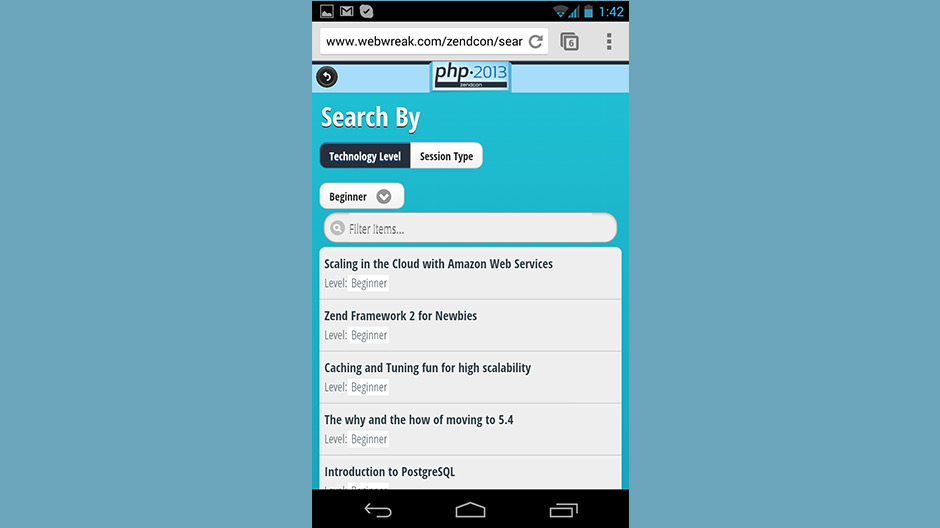 1:42
www.webwreak.com/zendcon/sear
6
php·2013
zendcon
Search By
Technology Level
Session Type
Beginner
Filter items...
Scaling in the Cloud with Amazon Web Services
Level: Beginner
Zend Framework 2 for Newbies
Level: Beginner
Caching and Tuning fun for high scalability
Level: Beginner
The why and the how of moving to 5.4
Level: Beginner
Introduction to PostgreSQL
Level: Beginner